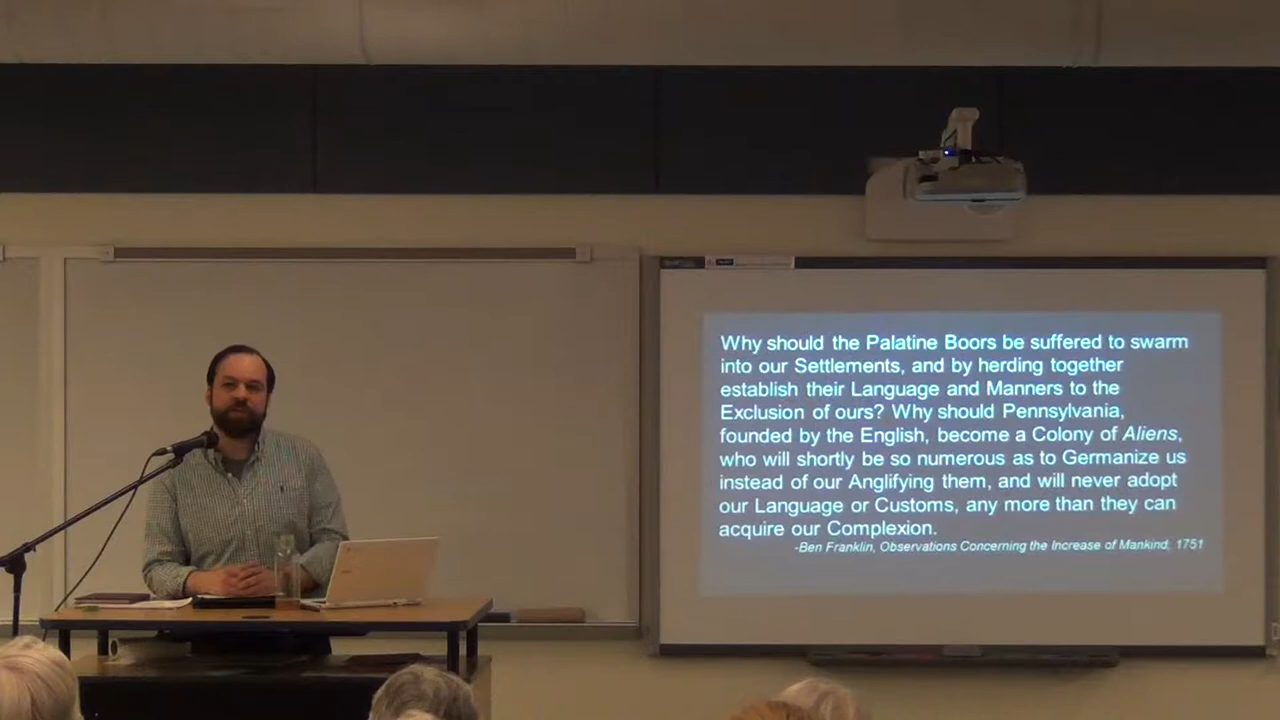 Why should the Palatine Boors be suffered to swarm
into our Settlements, and by herding together
establish their Language and Manners to the
Exclusion of ours? Why should Pennsylvania,
founded by the English, become a Colony of Aliens,
who will shortly be so numerous as to Germanize us
instead of our Anglifying them, and will never adopt
our Language or Customs, any more than they can
acquire our Complexion.
-Ben Franklin, Observations Concerning the Increase of Mankind, 1751